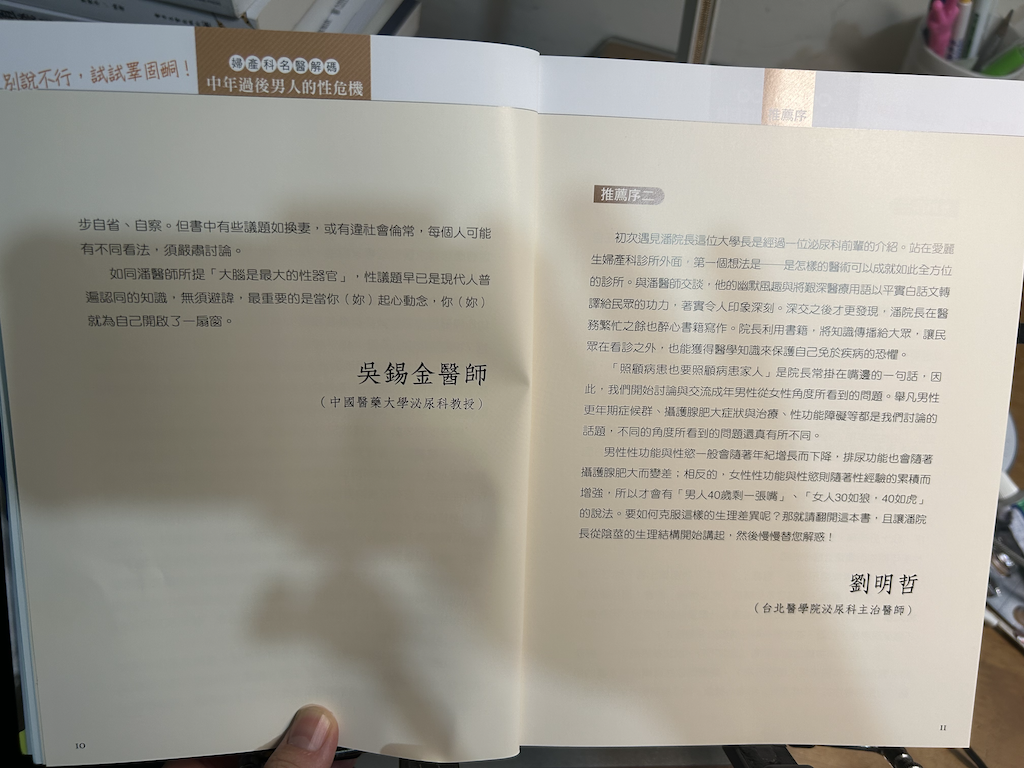 別說不行，試試睪固酮！
婦產科名醫解碼
中年過後男人的性危機
步自省、自察。但書中有些議題如換妻，或有違社會倫常，每個人可能
有不同看法，須嚴肅討論。
如同潘醫師所提「大腦是最大的性器官」，性議題早已是現代人普
遍認同的知識，無須避諱，最重要的是當你（妳）起心動念，你（妳）
就為自己開啟了一扇窗。
吳錫金醫師
（中國醫藥大學泌尿科教授）
10
推薦序
推薦序二
初次遇見潘院長這位大學長是經過一位泌尿科前輩的介紹。站在愛麗
生婦產科診所外面，第一個想法是——是怎樣的醫術可以成就如此全方位
的診所。與潘醫師交談，他的幽默風趣與將艱深醫療用語以平實白話文轉
譯給民眾的功力，著實令人印象深刻。深交之後才更發現，潘院長在醫
務繁忙之餘也醉心書籍寫作。院長利用書籍，將知識傳播給大眾，讓民
眾在看診之外，也能獲得醫學知識來保護自己免於疾病的恐懼。
「照顧病患也要照顧病患家人」是院長常掛在嘴邊的一句話，因
此，我們開始討論與交流成年男性從女性角度所看到的問題。舉凡男性
更年期症候群、攝護腺肥大症狀與治療、性功能障礙等都是我們討論的
話題，不同的角度所看到的問題還真有所不同。
男性性功能與性慾一般會隨著年紀增長而下降，排尿功能也會隨著
攝護腺肥大而變差；相反的，女性性功能與性慾則隨著性經驗的累積而
增強，所以才會有「男人40歲剩一張嘴」、「女人30如狼，40如虎」
的說法。要如何克服這樣的生理差異呢？那就請翻開這本書，且讓潘院
長從陰莖的生理結構開始講起，然後慢慢替您解惑！
劉明哲
（台北醫學院泌尿科主治醫師）
11